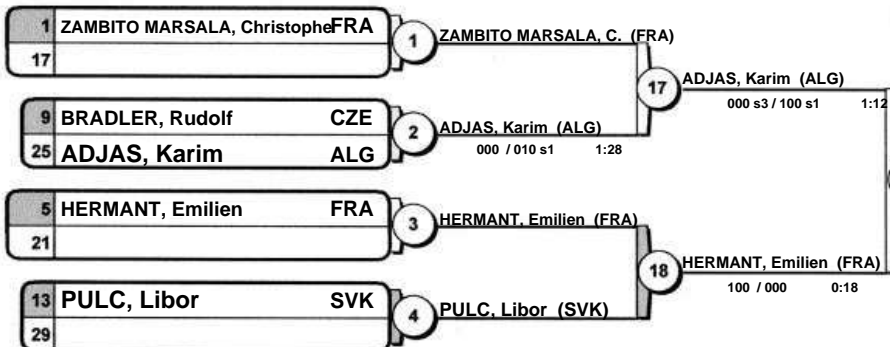 1 ZAMBITO MARSALA, Christophe FRA
17
1
ZAMBITO MARSALA, C. (FRA)
9 BRADLER, Rudolf CZE
25 ADJAS, Karim ALG
2
ADJAS, Karim (ALG)
000 / 010 s1 1:28
17
ADJAS, Karim (ALG)
000 s3 / 100 s1 1:12
5 HERMANT, Emilien FRA
21
3
HERMANT, Emilien (FRA)
13 PULC, Libor SVK
29
4
PULC, Libor (SVK)
18
HERMANT, Emilien (FRA)
100 / 000 0:18